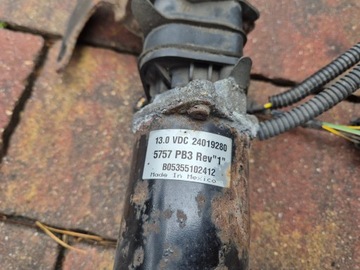 13.0 VDC 24019280
5757 PB3 Rev"1"
805355102412
Made In Mexico